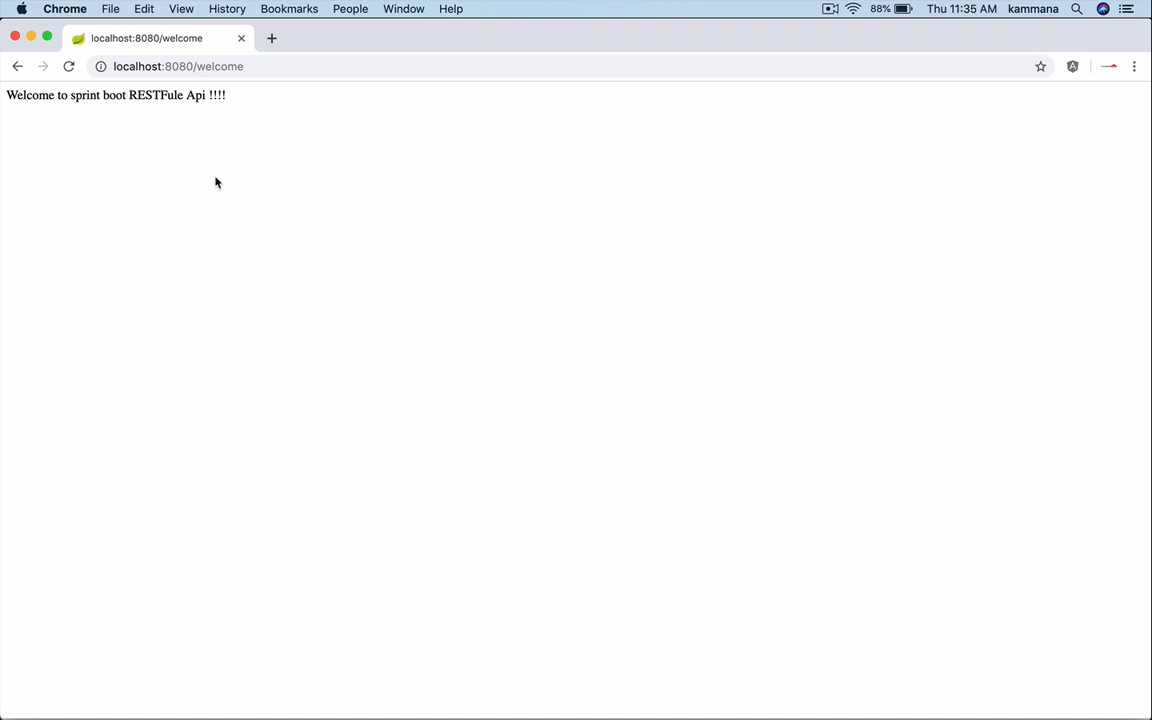 Chrome File Edit View History Bookmarks People Window Help 88% Thu 11:35 AM kammana
localhost:8080/welcome
localhost:8080/welcome
Welcome to sprint boot RESTFule Api !!!!